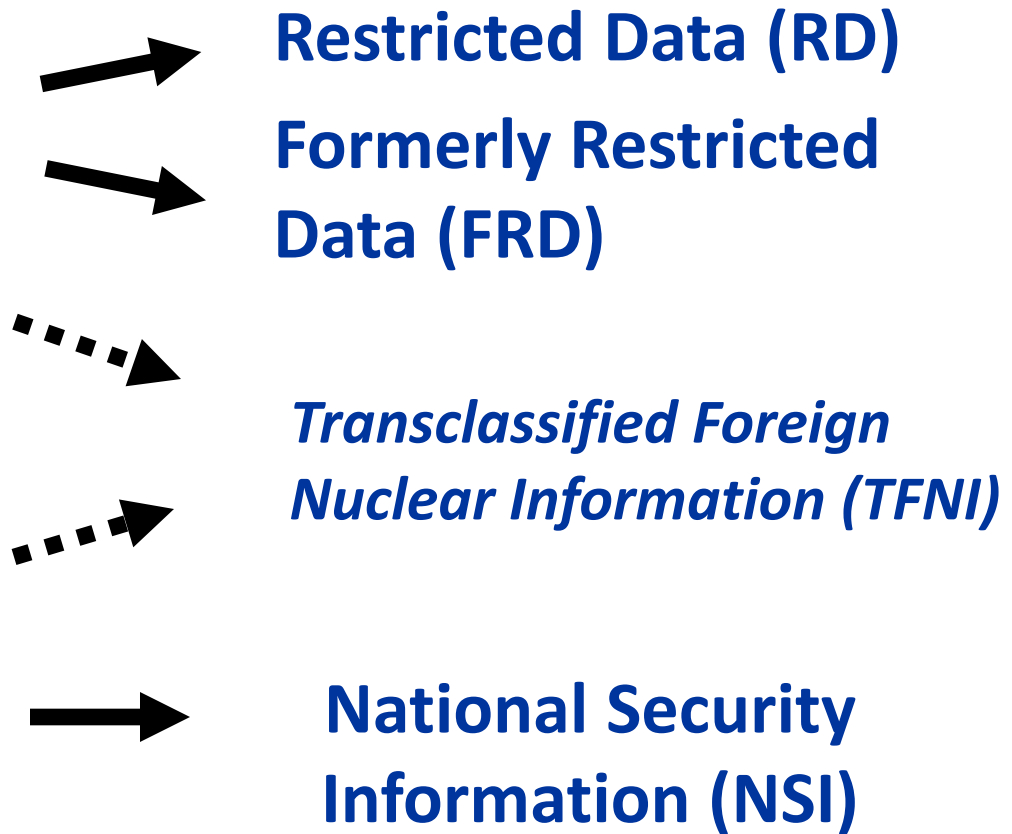 Restricted Data (RD)
Formerly Restricted
Data (FRD)
Transclassified Foreign
Nuclear Information (TFNI)
National Security
Information (NSI)